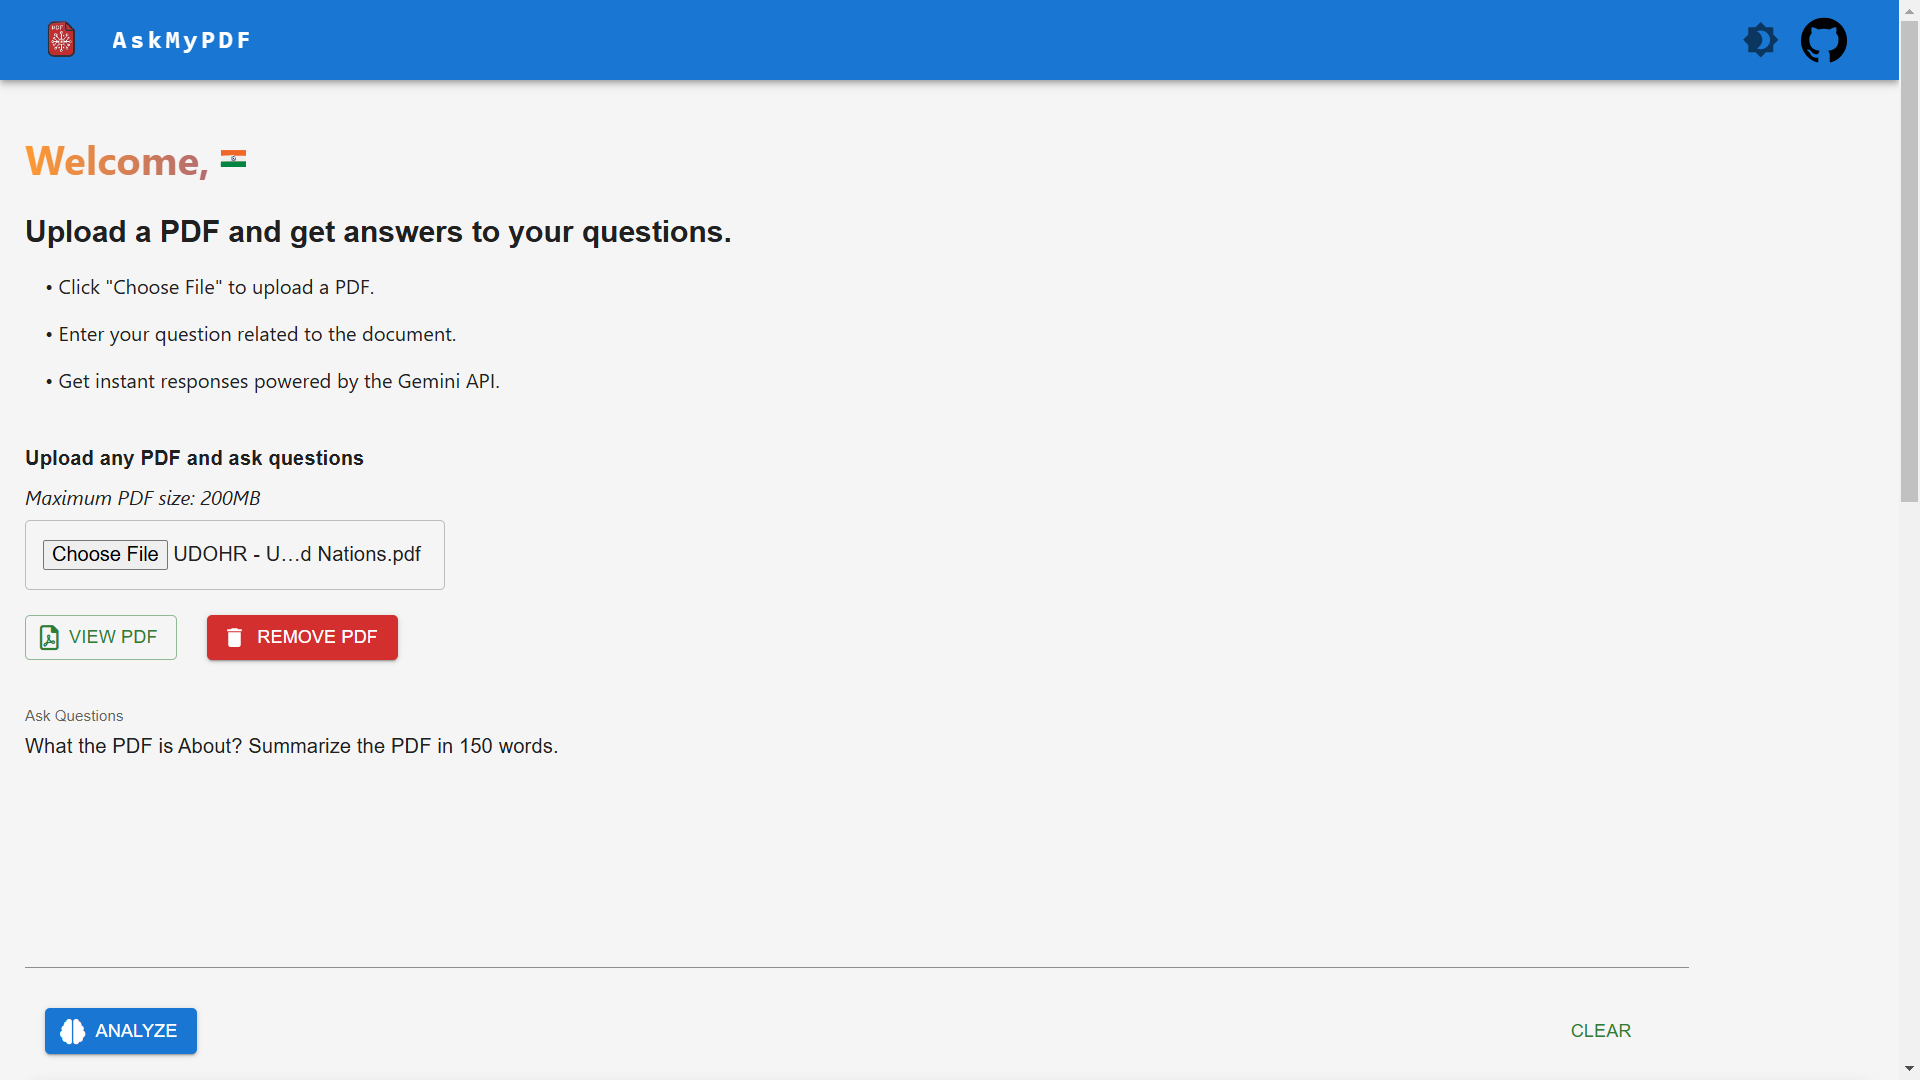 AskMyPDF
Welcome,
Upload a PDF and get answers to your questions.
• Click "Choose File" to upload a PDF.
• Enter your question related to the document.
• Get instant responses powered by the Gemini API.
Upload any PDF and ask questions
Maximum PDF size: 200MB
Choose File UDOHR - U...d Nations.pdf
VIEW PDF REMOVE PDF
Ask Questions
What the PDF is About? Summarize the PDF in 150 words.
ANALYZE CLEAR